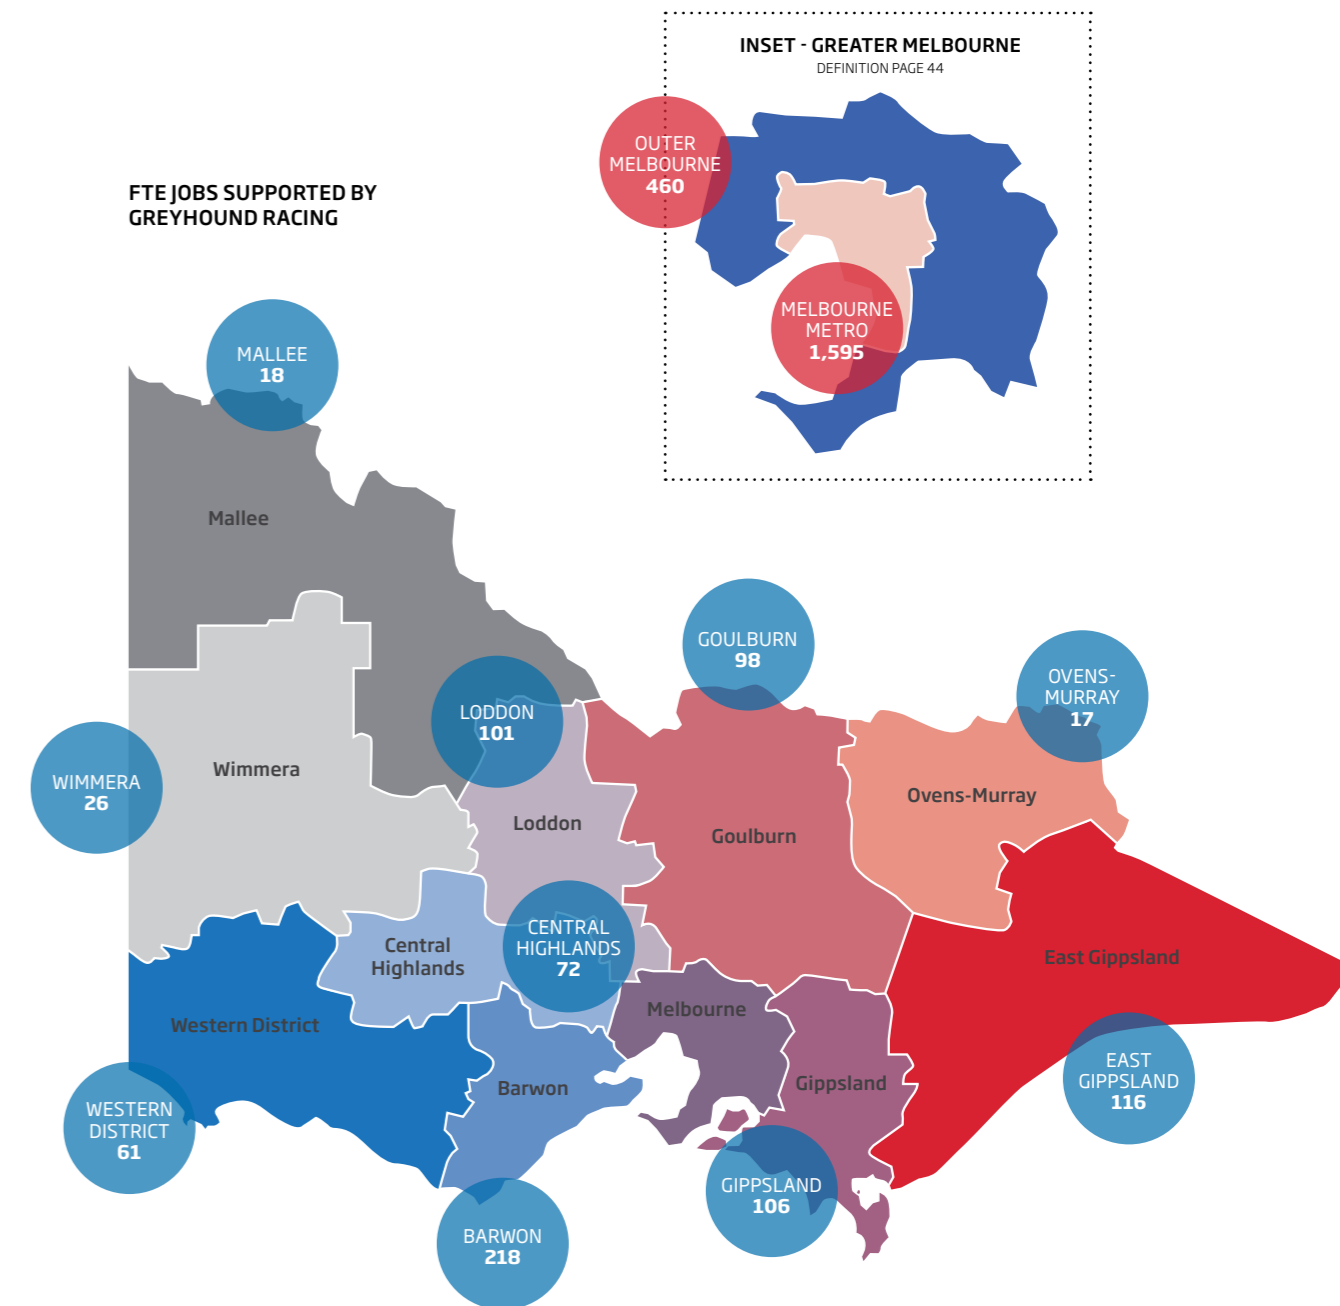 INSET - GREATER MELBOURNE
DEFINITION PAGE 44
OUTER
MELBOURNE
460
MELBOURNE
METRO
1,595
FTE JOBS SUPPORTED BY
GREYHOUND RACING
MALLEE
18
Mallee
GOULBURN
98
OVENS-
MURRAY
17
LODDON
101
WIMMERA
26
Wimmera
Loddon
Goulburn
Ovens-Murray
CENTRAL
HIGHLANDS
72
Central
Highlands
East Gippsland
Melbourne
Western District
Barwon
Gippsland
EAST
GIPPSLAND
116
WESTERN
DISTRICT
61
GIPPSLAND
106
BARWON
218